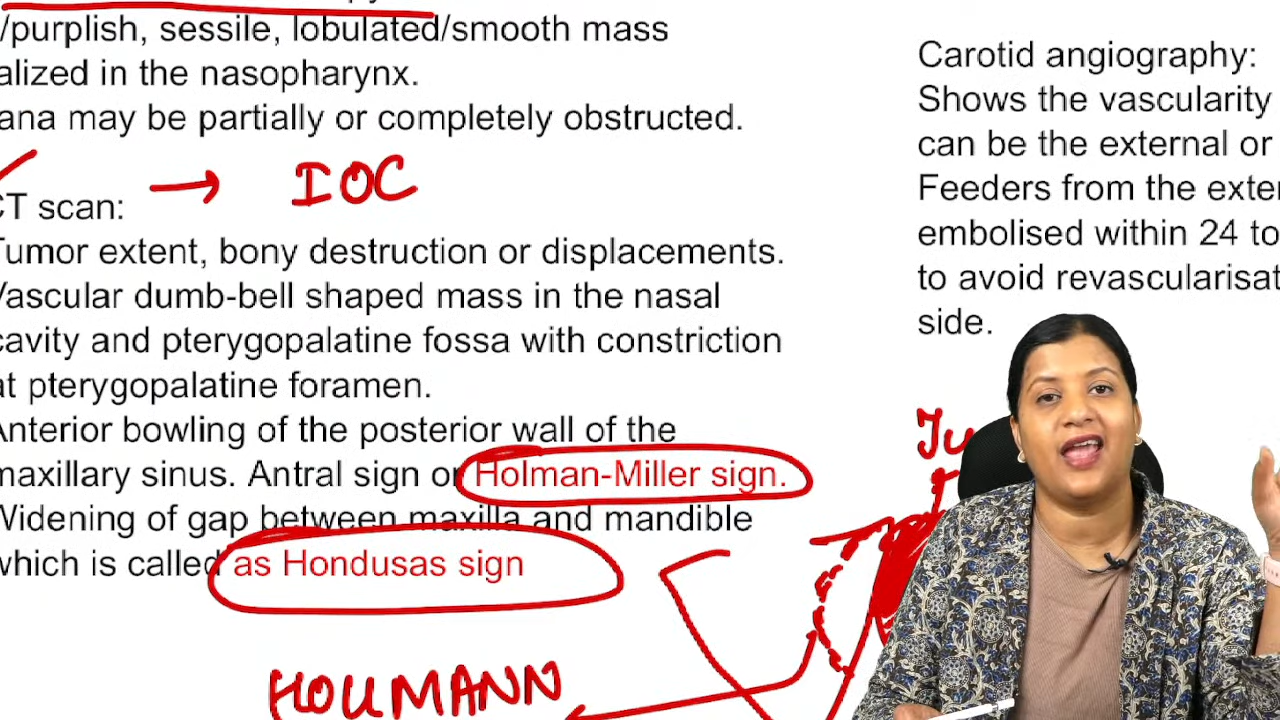 /purplish, sessile, lobulated/smooth mass
alized in the nasopharynx.
ana may be partially or completely obstructed.
→ IOC
CT scan:
Tumor extent, bony destruction or displacements.
Vascular dumb-bell shaped mass in the nasal
cavity and pterygopalatine fossa with constriction
at pterygopalatine foramen.
Anterior bowling of the posterior wall of the
maxillary sinus. Antral sign or Holman-Miller sign.
Widening of gap between maxilla and mandible
which is called as Hondusas sign
Carotid angiography:
Shows the vascularity
can be the external or
Feeders from the exter
embolised within 24 to
to avoid revascularisat
side.